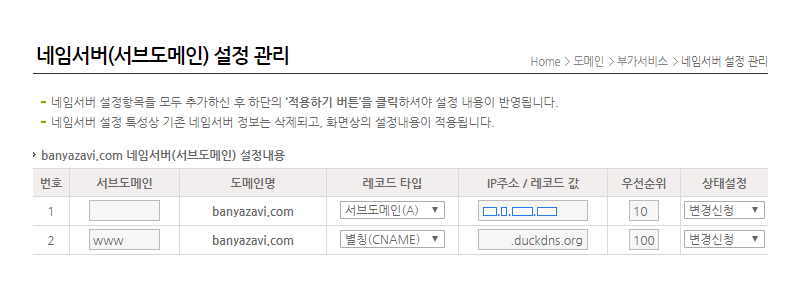 네임서버(서브도메인) 설정 관리
Home > 도메인 > 부가서비스 > 네임서버 설정 관리
네임서버 설정항목을 모두 추가하신 후 하단의 '적용하기 버튼'을 클릭하셔야 설정 내용이 반영됩니다.
네임서버 설정 특성상 기존 네임서버 정보는 삭제되고, 화면상의 설정내용이 적용됩니다.
banyazavi.com 네임서버(서브도메인) 설정내용
번호 서브도메인 도메인명 레코드 타입 IP주소 / 레코드 값 우선순위 상태설정
1 banyazavi.com 서브도메인(A) 10 변경신청
2 www banyazavi.com 별칭(CNAME) .duckdns.org 100 변경신청